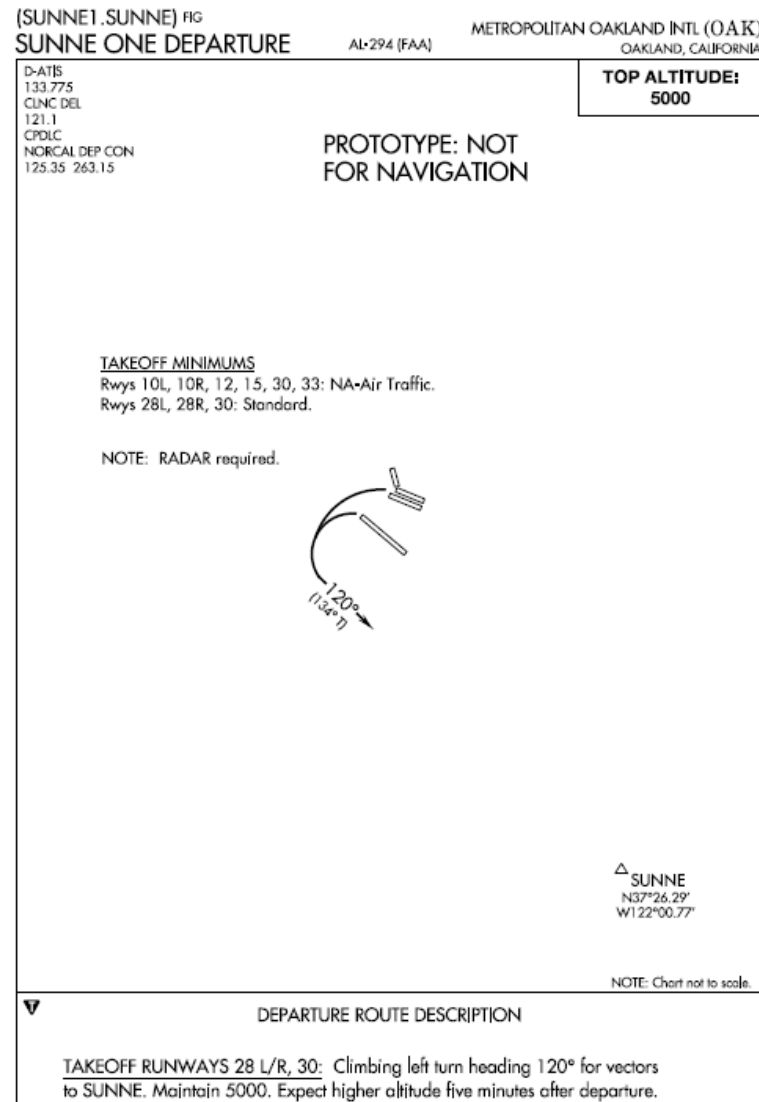 (SUNNE1.SUNNE) FIG
SUNNE ONE DEPARTURE
AL-294 (FAA)
METROPOLITAN OAKLAND INTL (OAK)
OAKLAND, CALIFORNIA
D-ATIS
133.775
CLNC DEL
121.1
CPDLC
NORCAL DEP CON
125.35 263.15
TOP ALTITUDE:
5000
PROTOTYPE: NOT
FOR NAVIGATION
TAKEOFF MINIMUMS
Rwys 10L, 10R, 12, 15, 30, 33: NA-Air Traffic.
Rwys 28L, 28R, 30: Standard.
NOTE: RADAR required.
120°
(134° T)
SUNNE
N37°26.29'
W122°00.77'
NOTE: Chart not to scale.
T
DEPARTURE ROUTE DESCRIPTION
TAKEOFF RUNWAYS 28 L/R, 30: Climbing left turn heading 120° for vectors
to SUNNE. Maintain 5000. Expect higher altitude five minutes after departure.